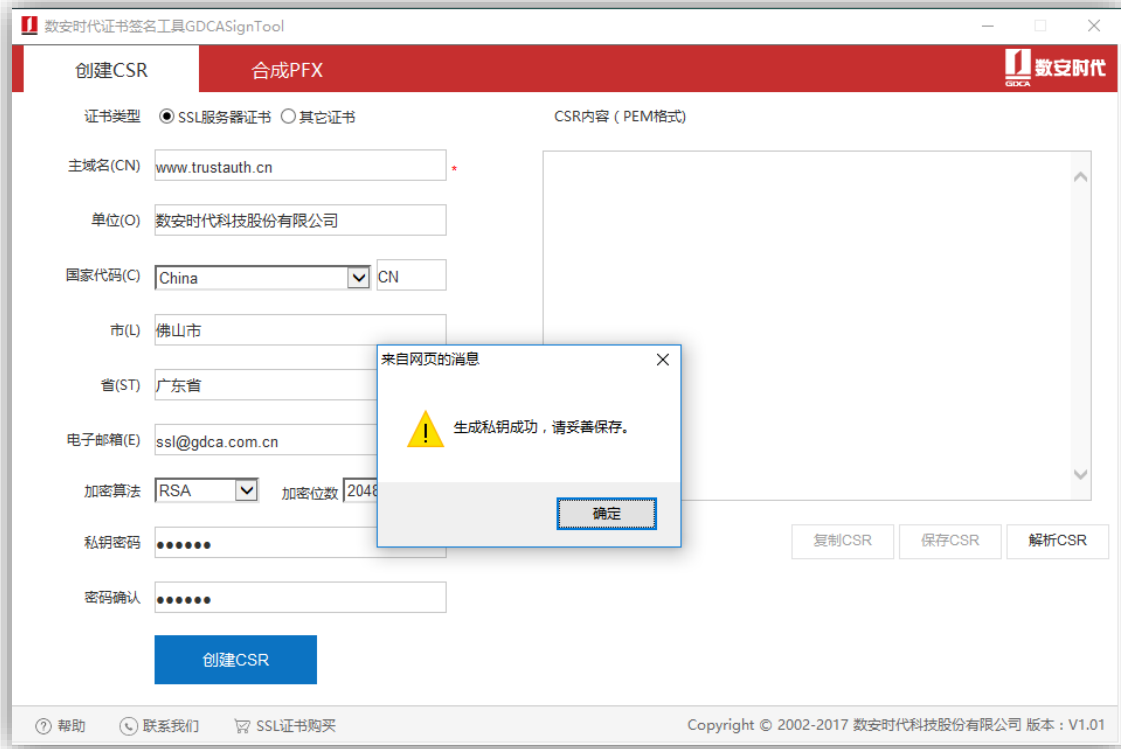 数安时代证书签名工具GDCASignTool
创建CSR
合成PFX
GDCA
数安时代
证书类型
SSL服务器证书
其它证书
CSR内容 ( PEM格式)
主域名(CN)
www.trustauth.cn
*
单位(O)
数安时代科技股份有限公司
国家代码(C)
China
CN
市(L)
佛山市
省(ST)
广东省
电子邮箱(E)
ssl@gdca.com.cn
加密算法
RSA
加密位数
2048
私钥密码
●●●●●●
密码确认
●●●●●●
来自网页的消息
生成私钥成功，请妥善保存。
确定
复制CSR
保存CSR
解析CSR
创建CSR
帮助
联系我们
SSL证书购买
Copyright © 2002-2017 数安时代科技股份有限公司 版本：V1.01